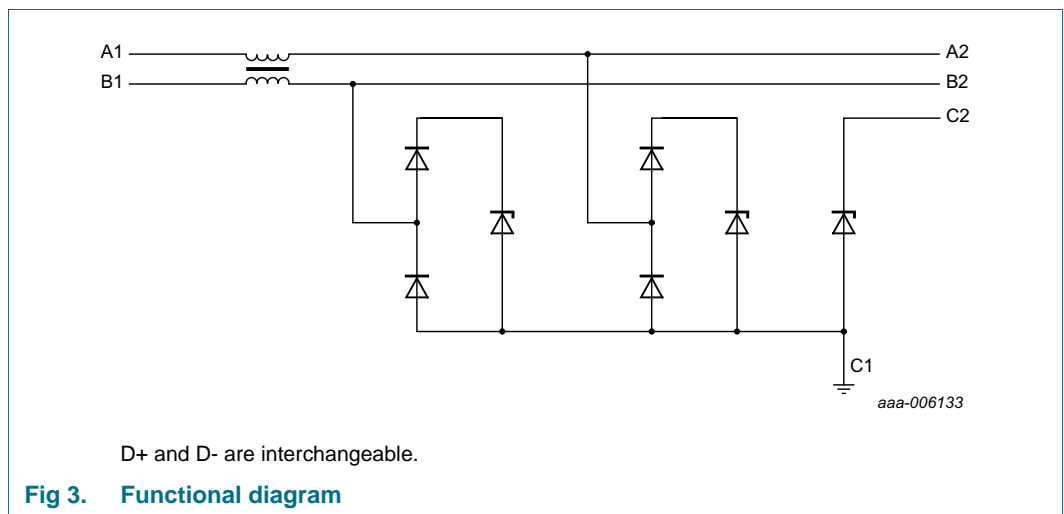 A1
A2
B1
B2
C2
C1
aaa-006133
D+ and D- are interchangeable.
Fig 3. Functional diagram